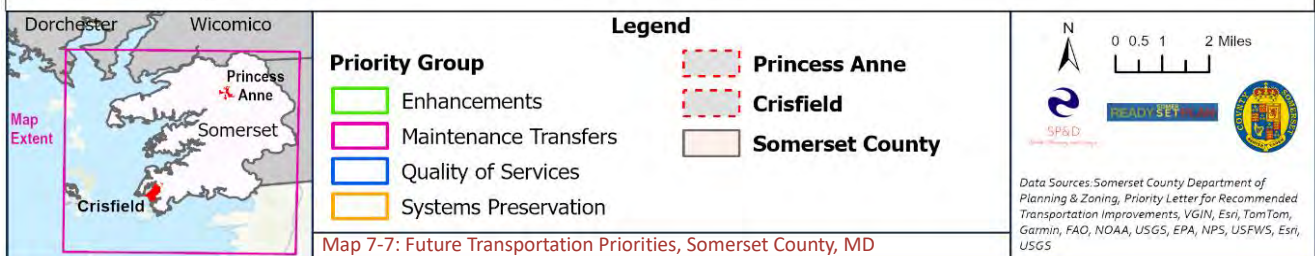 Dorchester
Wicomico
Princess
Anne
Map
Extent
Somerset
Crisfield
Legend
Priority Group
Enhancements
Maintenance Transfers
Quality of Services
Systems Preservation
Princess Anne
Crisfield
Somerset County
Map 7-7: Future Transportation Priorities, Somerset County, MD
N
0 0.5 1 2 Miles
SP&D
READY SET
SOMERSET
COUNTY
Data Sources: Somerset County Department of
Planning & Zoning, Priority Letter for Recommended
Transportation Improvements, VGIN, Esri, TomTom,
Garmin, FAO, NOAA, USGS, EPA, NPS, USFWS, Esri,
USGS